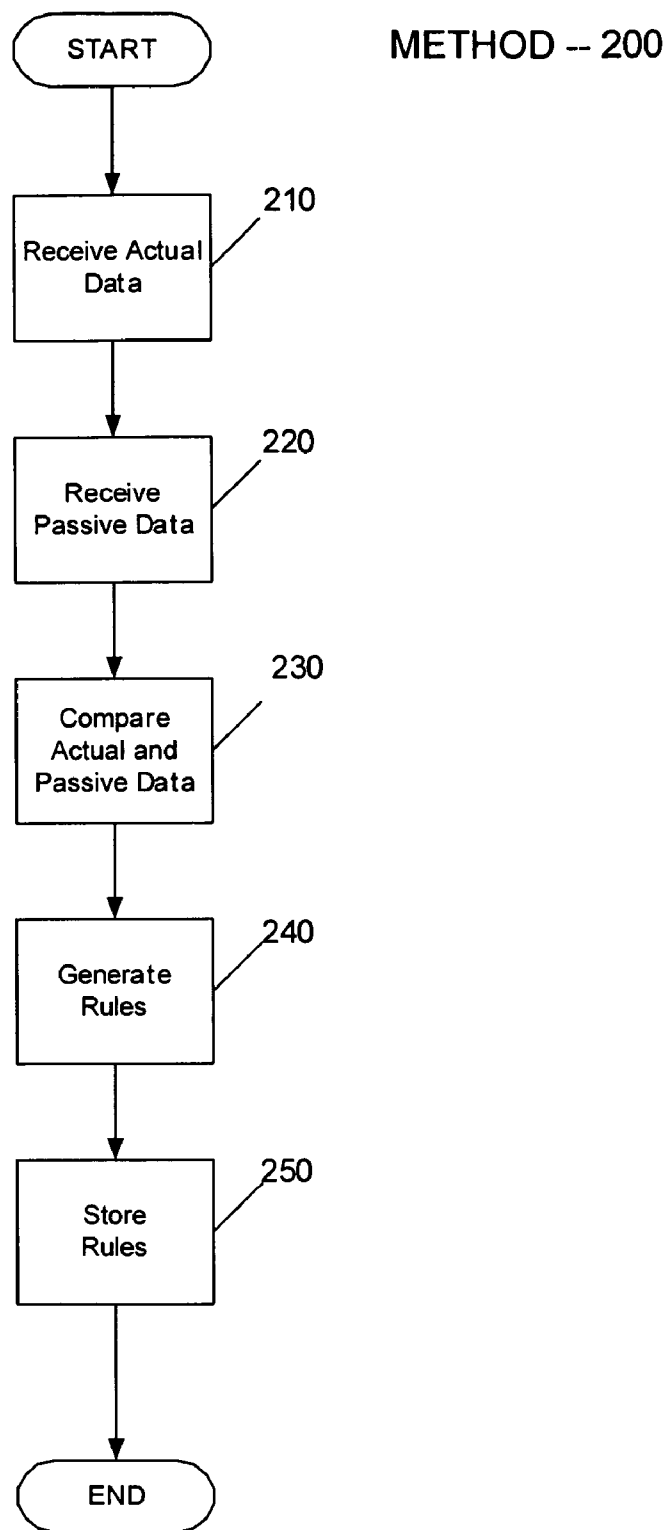 START
METHOD -- 200
210
Receive Actual
Data
220
Receive
Passive Data
230
Compare
Actual and
Passive Data
240
Generate
Rules
250
Store
Rules
END